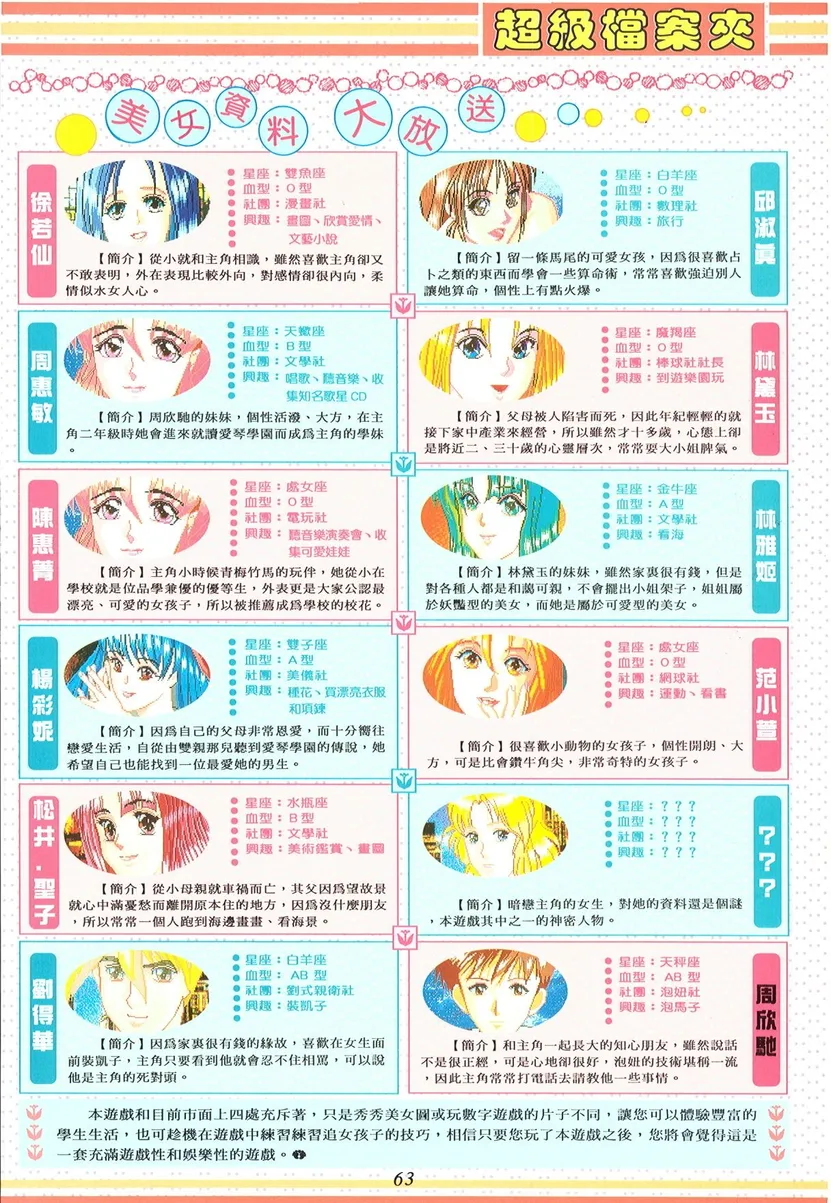 超級檔案夾
美女資料大放送
徐若仙
星座：雙魚座
血型：O型
社團：漫畫社
興趣：畫圖、欣賞愛情、
文藝小說
【簡介】從小就和主角相識，雖然喜歡主角卻又
不敢表明，外在表現比較外向，對感情卻很內向，柔
情似水女人心。
邱淑真
星座：白羊座
血型：O型
社團：數理社
興趣：旅行
【簡介】留一條馬尾的可愛女孩，因為很喜歡占
卜之類的東西而學會一些算命術，常常喜歡強迫別人
讓她算命，個性上有點火爆。
周惠敏
星座：天蠍座
血型：B型
社團：文學社
興趣：唱歌、聽音樂、收
集知名歌星CD
【簡介】周欣馳的妹妹，個性活潑、大方，在主
角二年級時她會進來就讀愛琴學園而成為主角的學妹
。
林黛玉
星座：魔羯座
血型：O型
社團：棒球社社長
興趣：到遊樂園玩
【簡介】父母被人陷害而死，因此年紀輕輕的就
接下家中產業來經營，所以雖然才十多歲，心態上卻
是將近二、三十歲的心靈層次，常常要大小姐脾氣。
陳惠菁
星座：處女座
血型：O型
社團：電玩社
興趣：聽音樂演奏會、收
集可愛娃娃
【簡介】主角小時候青梅竹馬的玩伴，她從小在
學校就是位品學兼優的優等生，外表更是大家公認最
漂亮、可愛的女孩子，所以被推薦成為學校的校花。
林雅姬
星座：金牛座
血型：A型
社團：文學社
興趣：看海
【簡介】林黛玉的妹妹，雖然家裏很有錢，但是
對各種人都是和藹可親，不會擺出小姐架子，姐姐屬
於妖豔型的美女，而她是屬於可愛型的美女。
楊彩妮
星座：雙子座
血型：A型
社團：美儀社
興趣：種花、買漂亮衣服
和項鍊
【簡介】因為自己的父母非常恩愛，而十分嚮往
戀愛生活，自從由雙親那兒聽到愛琴學園的傳說，她
希望自己也能找到一位最愛她的男生。
范小萱
星座：處女座
血型：O型
社團：網球社
興趣：運動、看書
【簡介】很喜歡小動物的女孩子，個性開朗、大
方，可是比會鑽牛角尖，非常奇特的女孩子。
松井．聖子
星座：水瓶座
血型：B型
社團：文學社
興趣：美術鑑賞、畫圖
【簡介】從小母親就車禍而亡，其父因為望故景
就心中滿憂愁而離開原本住的地方，因為沒什麼朋友
，所以常常一個人跑到海邊畫畫、看海景。
？？？
星座：？？？
血型：？？？
社團：？？？
興趣：？？？
【簡介】暗戀主角的女生，對她的資料還是個謎
，本遊戲其中之一的神密人物。
劉得華
星座：白羊座
血型：AB型
社團：劉式親衛社
興趣：裝凱子
【簡介】因為家裏很有錢的緣故，喜歡在女生面
前裝凱子，主角只要看到他就會忍不住相罵，可以說
他是主角的死對頭。
周欣馳
星座：天秤座
血型：AB型
社團：泡妞社
興趣：泡馬子
【簡介】和主角一起長大的知心朋友，雖然說話
不是很正經，可是心地卻很好，泡妞的技術堪稱一流
，因此主角常常打電話去請教他一些事情。
本遊戲和目前市面上四處充斥著，只是秀秀美女圖或玩數字遊戲的片子不同，讓您可以體驗豐富的
學生生活，也可趁機在遊戲中練習練習追女孩子的技巧，相信只要您玩了本遊戲之後，您將會覺得這是
一套充滿遊戲性和娛樂性的遊戲。
63